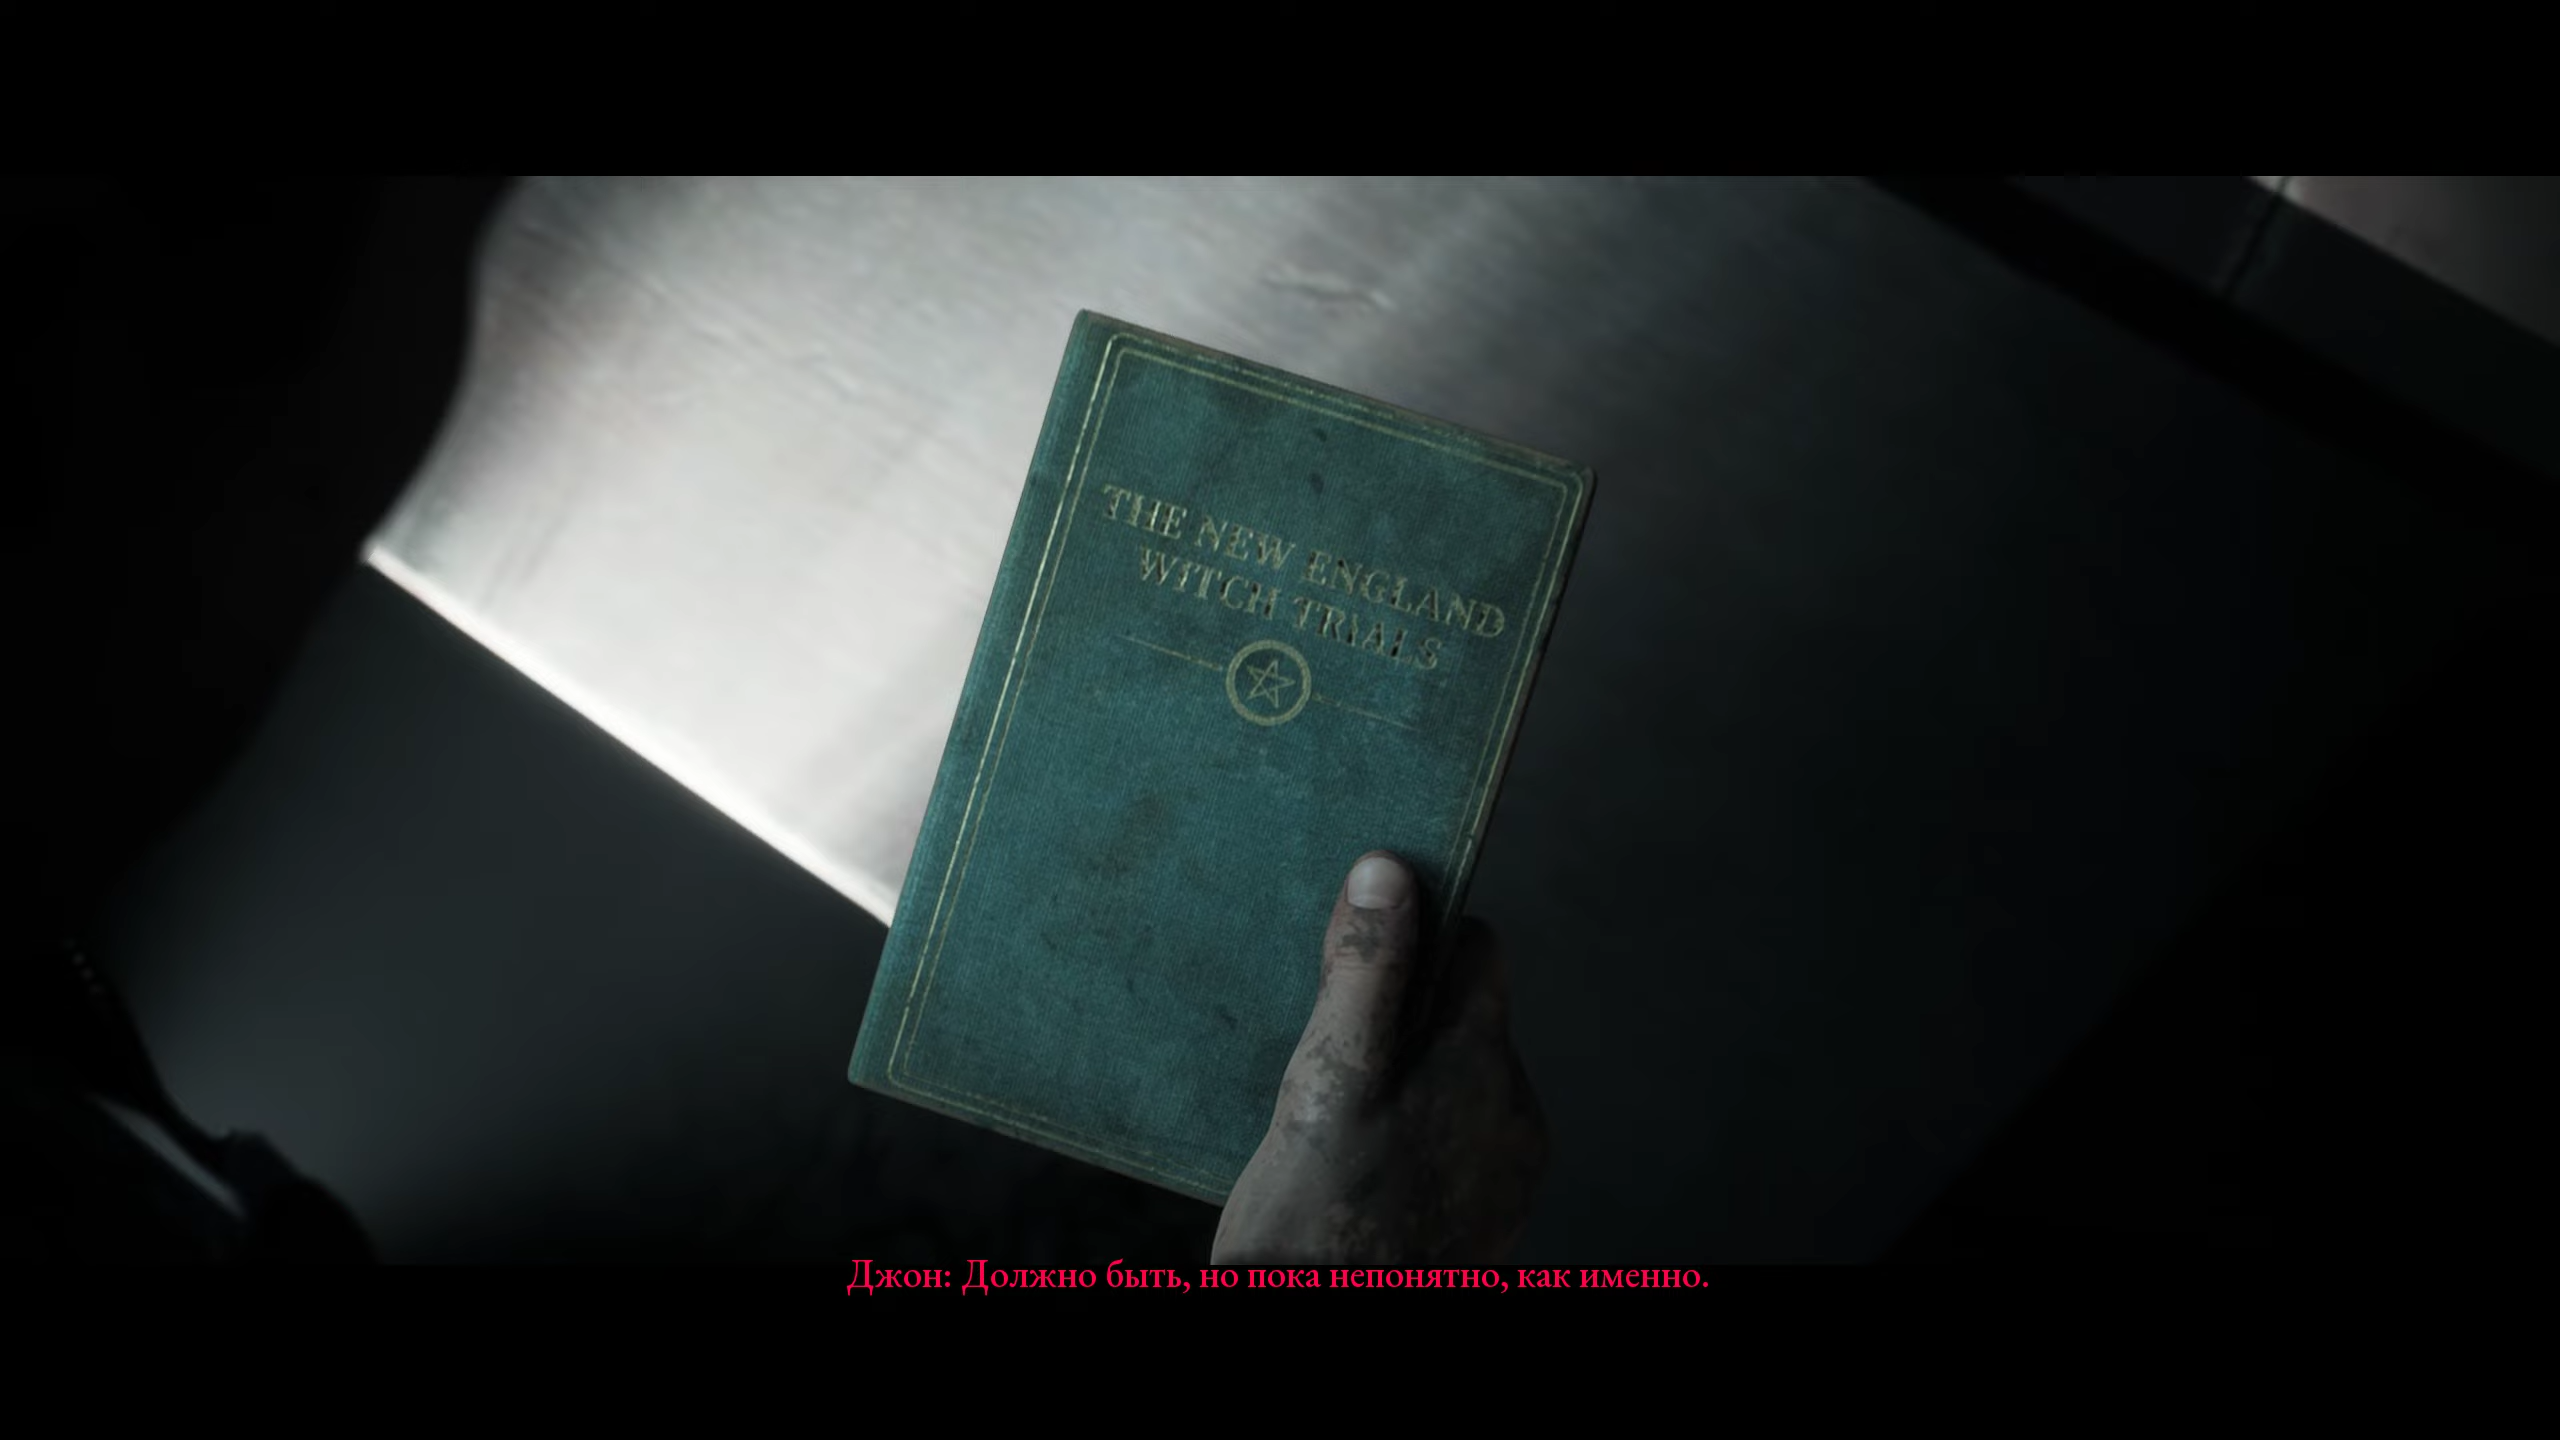 THE NEW ENGLAND
WITCH TRIALS
Джон: Должно быть, но пока непонятно, как именно.